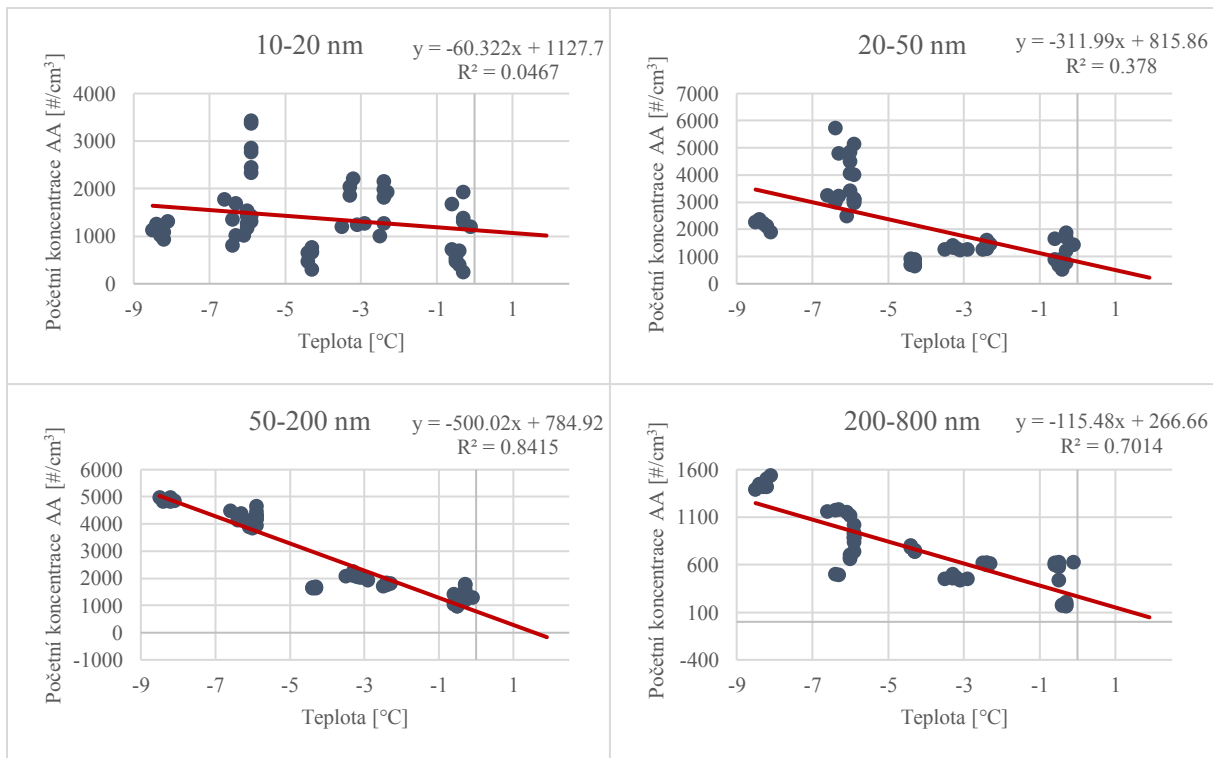 10-20 nm
y = -60.322x + 1127.7
R² = 0.0467
Početní koncentrace AA [#/cm³]
4000
3000
2000
1000
0
-9 -7 -5 -3 -1 1
Teplota [°C]
20-50 nm
y = -311.99x + 815.86
R² = 0.378
Početní koncentrace AA [#/cm³]
7000
6000
5000
4000
3000
2000
1000
0
-9 -7 -5 -3 -1 1
Teplota [°C]
50-200 nm
y = -500.02x + 784.92
R² = 0.8415
Početní koncentrace AA [#/cm³]
6000
5000
4000
3000
2000
1000
0
-1000
-9 -7 -5 -3 -1 1
Teplota [°C]
200-800 nm
y = -115.48x + 266.66
R² = 0.7014
Početní koncentrace AA [#/cm³]
1600
1100
600
100
-400
-9 -7 -5 -3 -1 1
Teplota [°C]